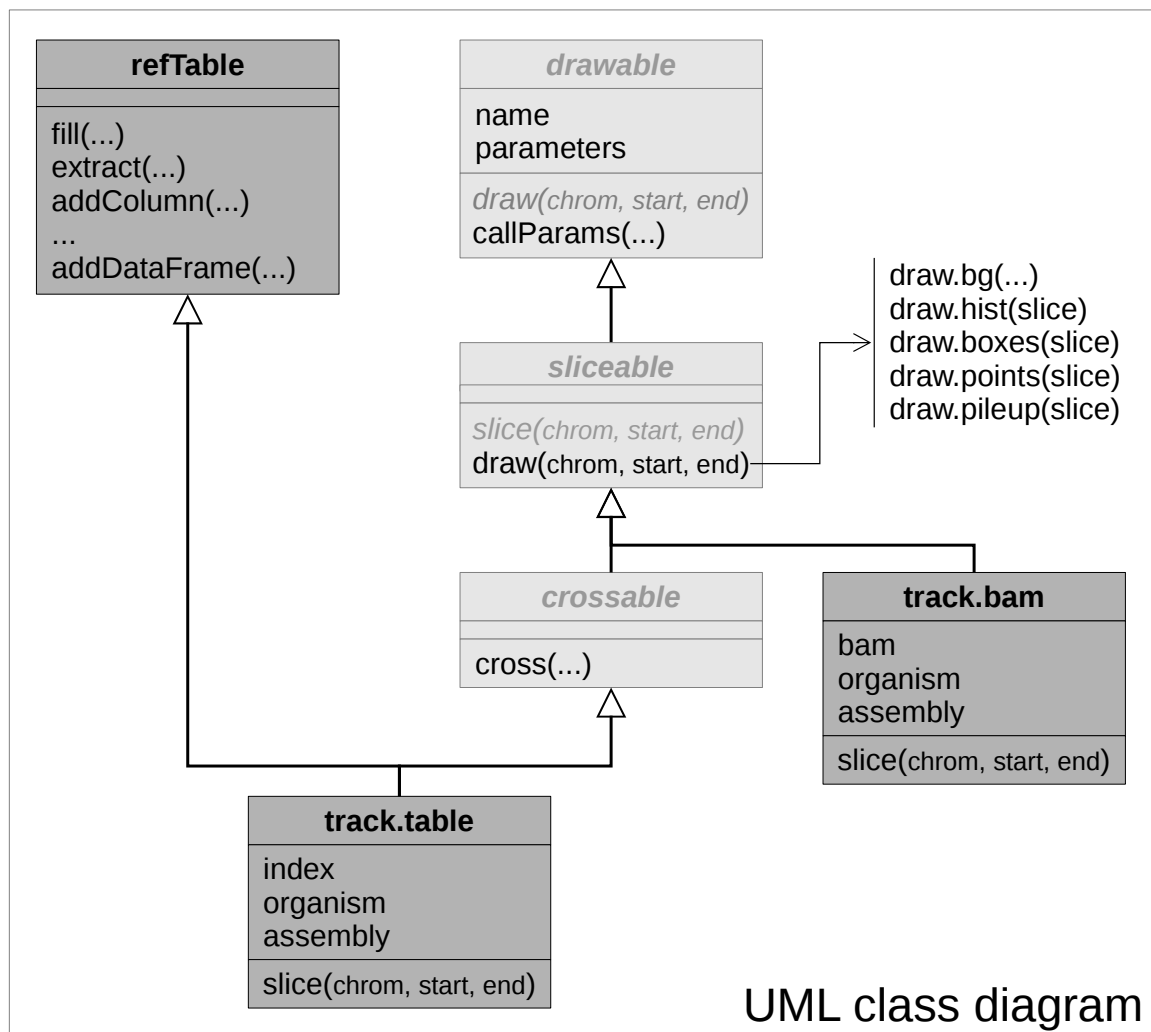 refTable
fill(...)
extract(...)
addColumn(...)
...
addDataFrame(...)
drawable
name
parameters
draw(chrom, start, end)
callParams(...)
sliceable
slice(chrom, start, end)
draw(chrom, start, end)
draw.bg(...)
draw.hist(slice)
draw.boxes(slice)
draw.points(slice)
draw.pileup(slice)
crossable
cross(...)
track.bam
bam
organism
assembly
slice(chrom, start, end)
track.table
index
organism
assembly
slice(chrom, start, end)
UML class diagram